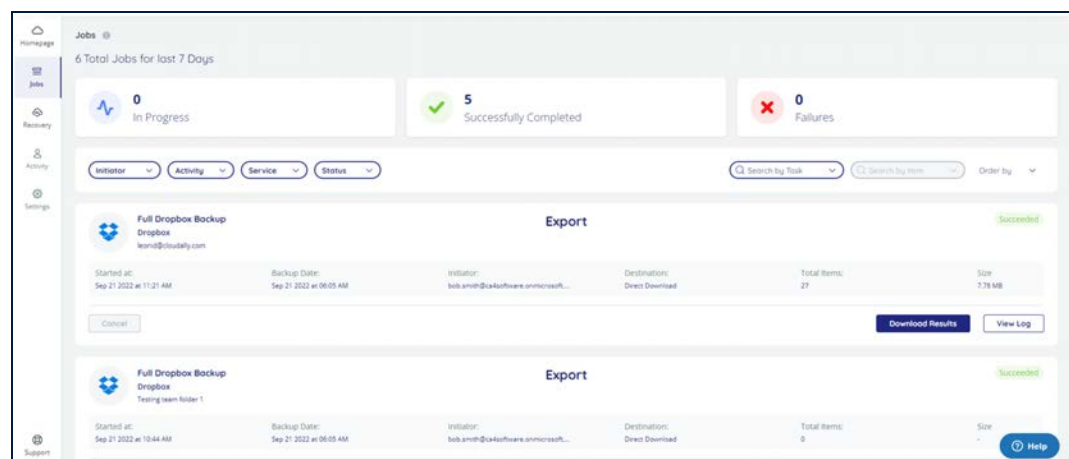 Homepage
Jobs
Recovery
Activity
Settings
Support
Jobs
6 Total Jobs for last 7 Days
0
In Progress
5
Successfully Completed
0
Failures
Initiator
Activity
Service
Status
Search by Task
Search by Item
Order by
Full Dropbox Backup
Export
Succeeded
Dropbox
leonid@cloudally.com
Started at: Backup Date: Initiator: Destination: Total Items: Size
Sep 21 2022 at 11:21 AM Sep 21 2022 at 06:05 AM bob.smith@ca4software.onmicrosoft,... Direct Download 27 7.78 MB
Cancel
Download Results
View Log
Full Dropbox Backup
Export
Succeeded
Dropbox
Testing team folder 1
Started at: Backup Date: Initiator: Destination: Total Items: Size
Sep 21 2022 at 10:44 AM Sep 21 2022 at 06:05 AM bob.smith@ca4software.onmicrosoft,... Direct Download 0 -
Help